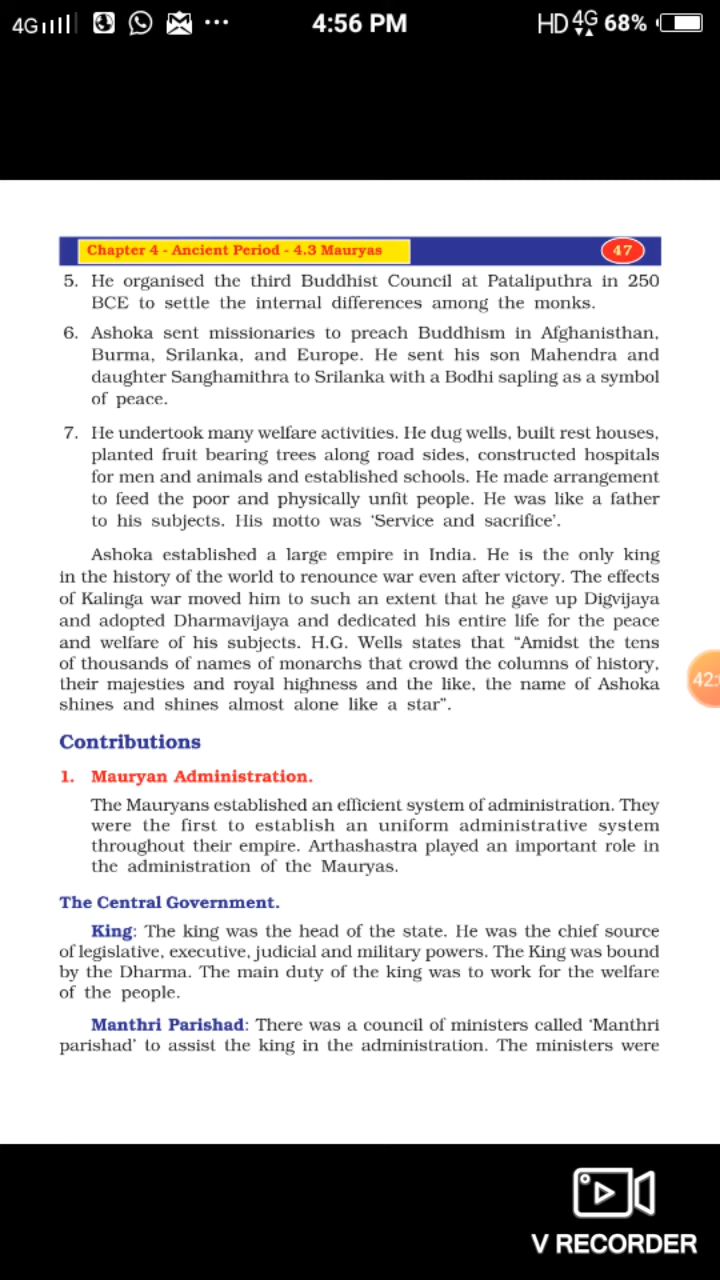 4G ... 4:56 PM HD 4G 68%
Chapter 4 - Ancient Period - 4.3 Mauryas 47
5. He organised the third Buddhist Council at Pataliputhra in 250
BCE to settle the internal differences among the monks.
6. Ashoka sent missionaries to preach Buddhism in Afghanisthan,
Burma, Srilanka, and Europe. He sent his son Mahendra and
daughter Sanghamithra to Srilanka with a Bodhi sapling as a symbol
of peace.
7. He undertook many welfare activities. He dug wells, built rest houses,
planted fruit bearing trees along road sides, constructed hospitals
for men and animals and established schools. He made arrangement
to feed the poor and physically unfit people. He was like a father
to his subjects. His motto was ‘Service and sacrifice’.
Ashoka established a large empire in India. He is the only king
in the history of the world to renounce war even after victory. The effects
of Kalinga war moved him to such an extent that he gave up Digvijaya
and adopted Dharmavijaya and dedicated his entire life for the peace
and welfare of his subjects. H.G. Wells states that “Amidst the tens
of thousands of names of monarchs that crowd the columns of history,
their majesties and royal highness and the like, the name of Ashoka
shines and shines almost alone like a star”.
42:
Contributions
1. Mauryan Administration.
The Mauryans established an efficient system of administration. They
were the first to establish an uniform administrative system
throughout their empire. Arthashastra played an important role in
the administration of the Mauryas.
The Central Government.
King: The king was the head of the state. He was the chief source
of legislative, executive, judicial and military powers. The King was bound
by the Dharma. The main duty of the king was to work for the welfare
of the people.
Manthri Parishad: There was a council of ministers called ‘Manthri
parishad’ to assist the king in the administration. The ministers were
V RECORDER